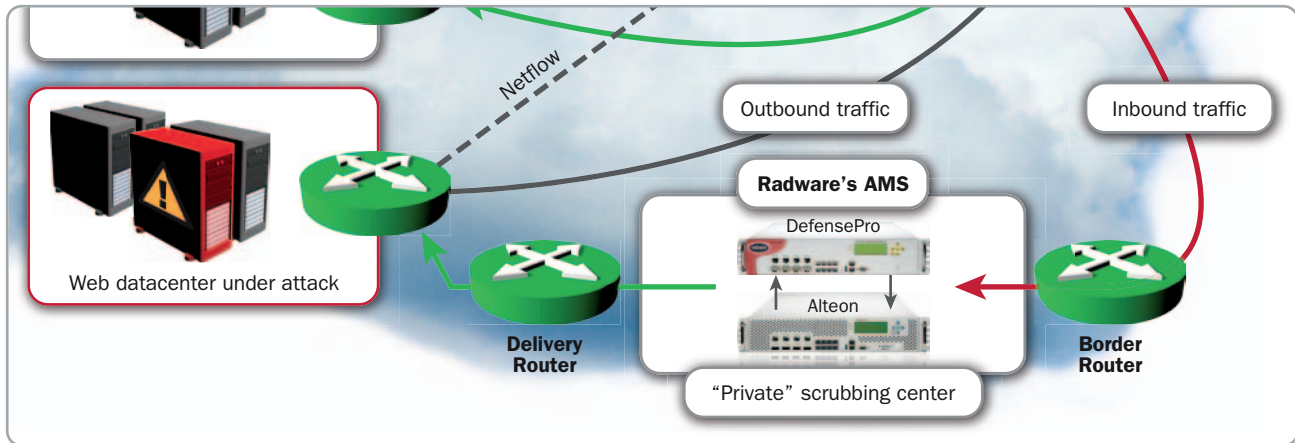 Netflow
Outbound traffic
Inbound traffic
Radware's AMS
DefensePro
Web datacenter under attack
Alteon
Delivery
Router
Border
Router
“Private” scrubbing center